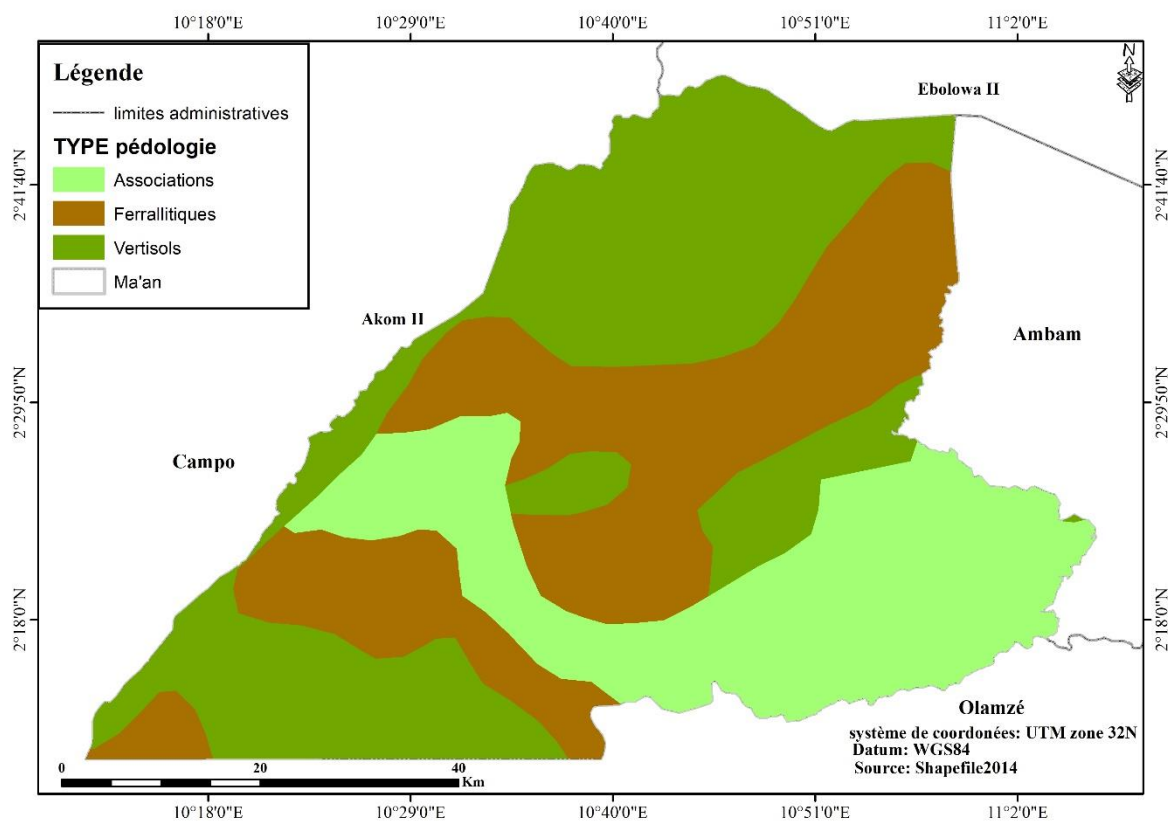 10°18'0"E 10°29'0"E 10°40'0"E 10°51'0"E 11°2'0"E
N
Légende
limites administratives
TYPE pédologie
Associations
Ferrallitiques
Vertisols
Ma'an
Ebolowa II
2°41'40"N 2°41'40"N
Akom II
Ambam
2°29'50"N 2°29'50"N
Campo
2°18'0"N 2°18'0"N
Olamzé
système de coordonées: UTM zone 32N
Datum: WGS84
Source: Shapefile2014
0 20 40
Km
10°18'0"E 10°29'0"E 10°40'0"E 10°51'0"E 11°2'0"E